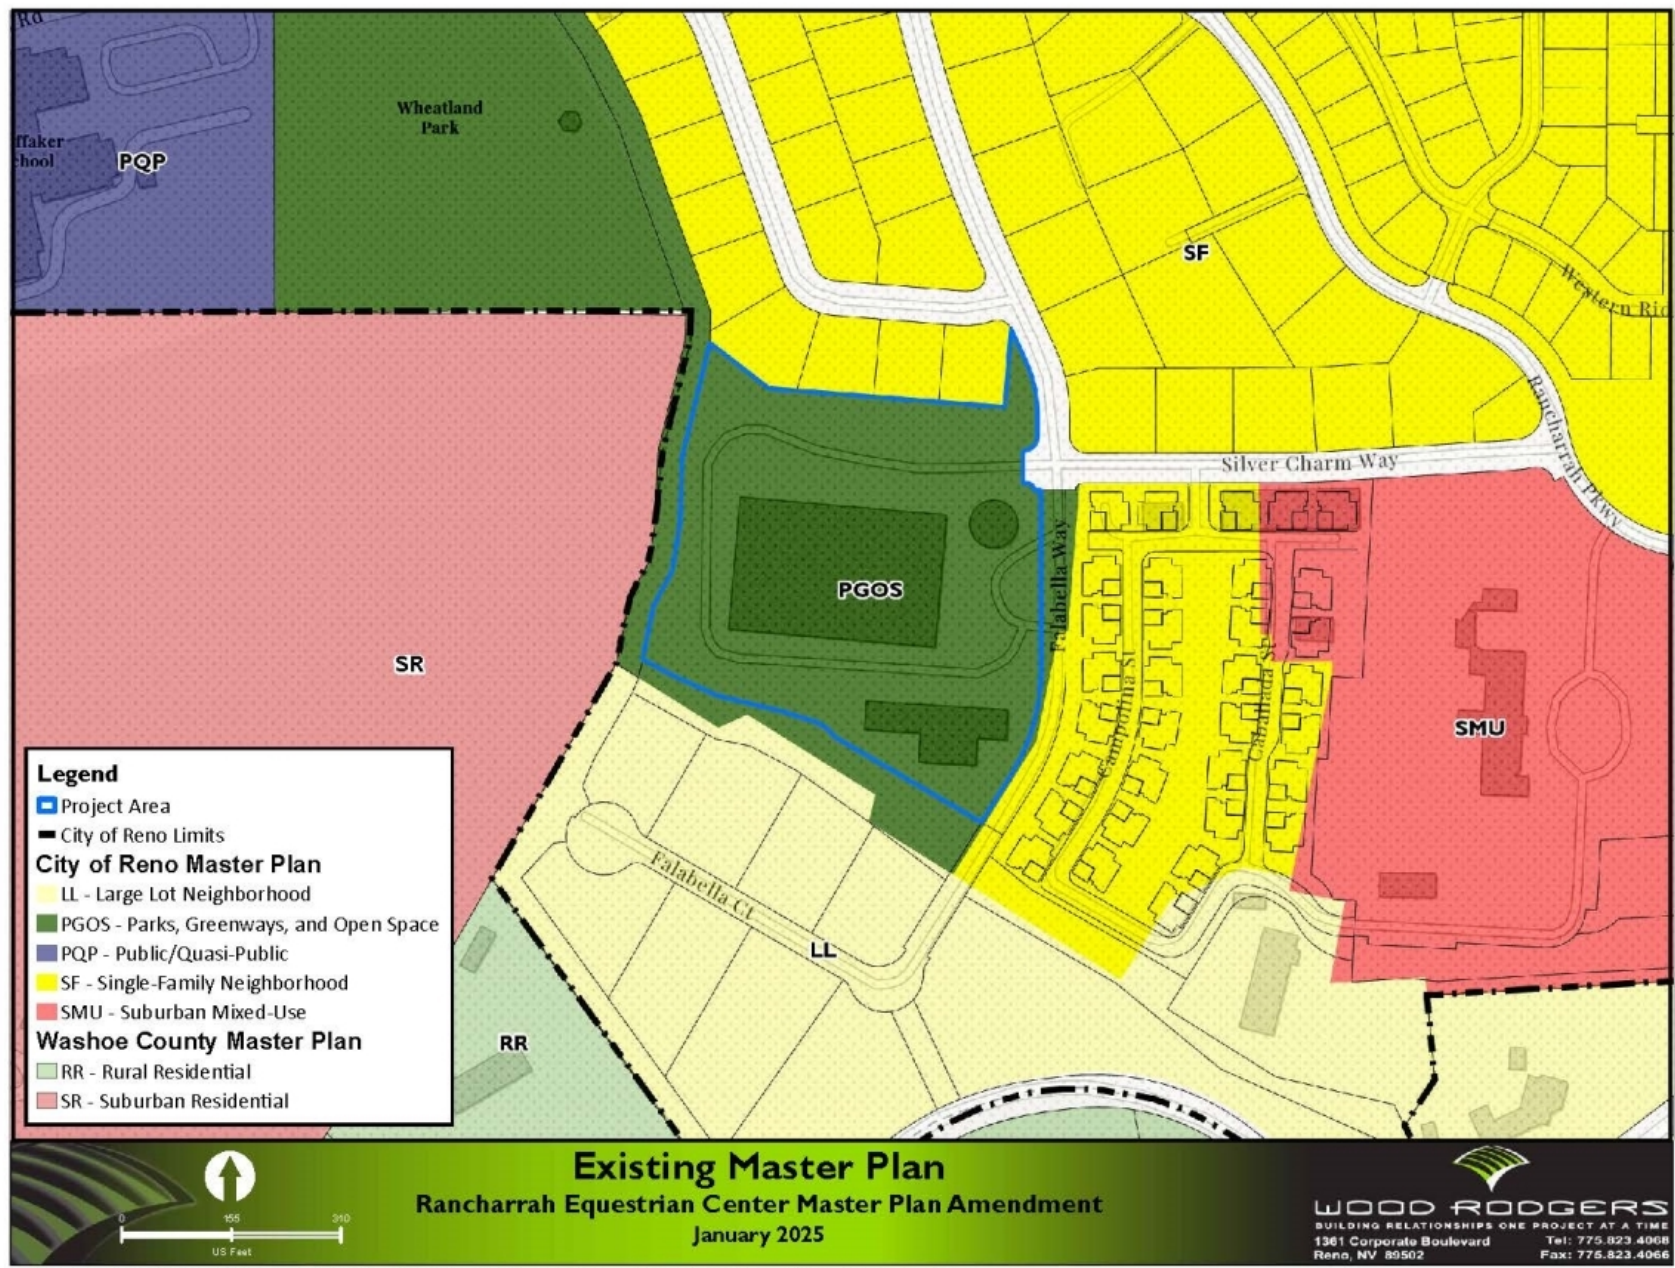 Rd
Wheatland
Park
ffaker
chool
PQP
SF
Western Rid
Rancharrah Pkwy
Silver Charm Way
Falabella Way
PGOS
SR
Campolina St
SMU
Falabella Ct
LL
RR
Legend
Project Area
City of Reno Limits
City of Reno Master Plan
LL - Large Lot Neighborhood
PGOS - Parks, Greenways, and Open Space
PQP - Public/Quasi-Public
SF - Single-Family Neighborhood
SMU - Suburban Mixed-Use
Washoe County Master Plan
RR - Rural Residential
SR - Suburban Residential
0 155 310
US Feet
Existing Master Plan
Rancharrah Equestrian Center Master Plan Amendment
January 2025
WOOD RODGERS
BUILDING RELATIONSHIPS ONE PROJECT AT A TIME
1361 Corporate Boulevard Tel: 775.823.4068
Reno, NV 89502 Fax: 775.823.4066